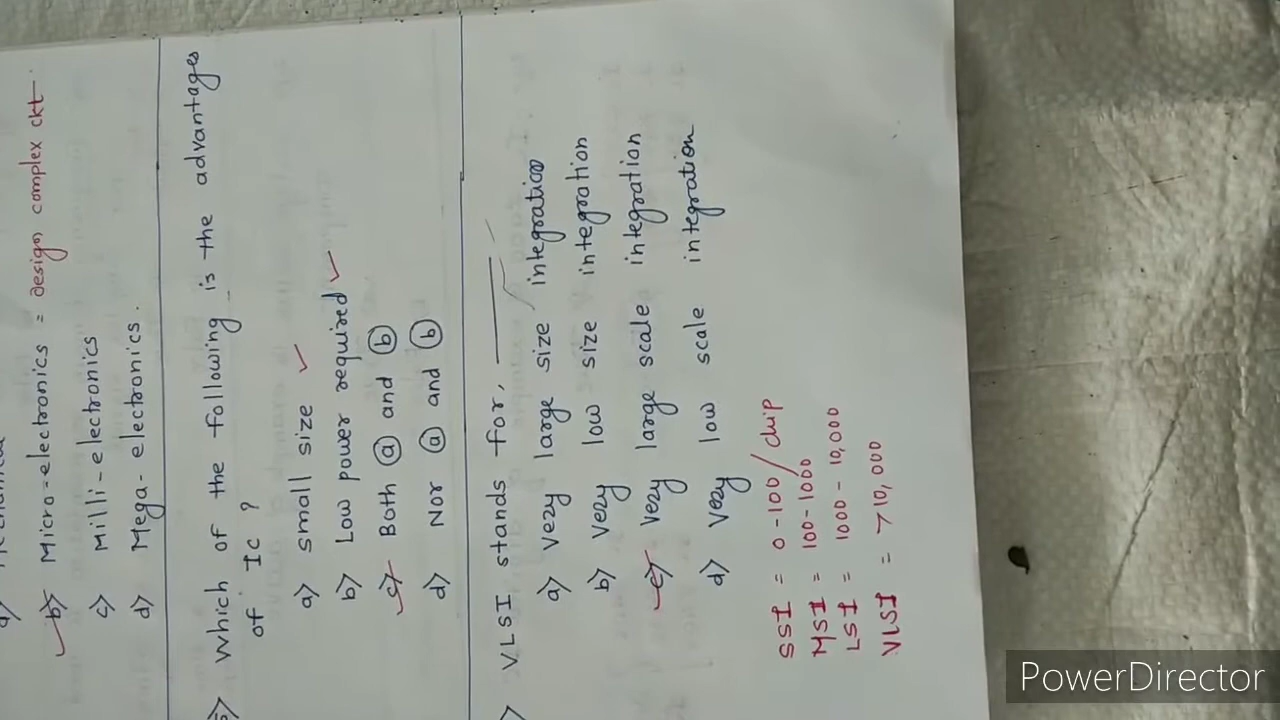 b) Micro-electronics = design complex ckt.
c) Milli-electronics
d) Mega-electronics.
which of the following is the advantages
of Ic ?
a) small size ✓
b) Low power required ✓
c) Both ⓐ and ⓑ
d) Nor ⓐ and ⓑ
VLSI stands for, ———
a) very large size integration
b) very low size integration
c) very large scale integration
d) very low scale integration
SSI = 0-100/chip
MSI = 100-1000
LSI = 1000-10,000
VLSI = >10,000
PowerDirector